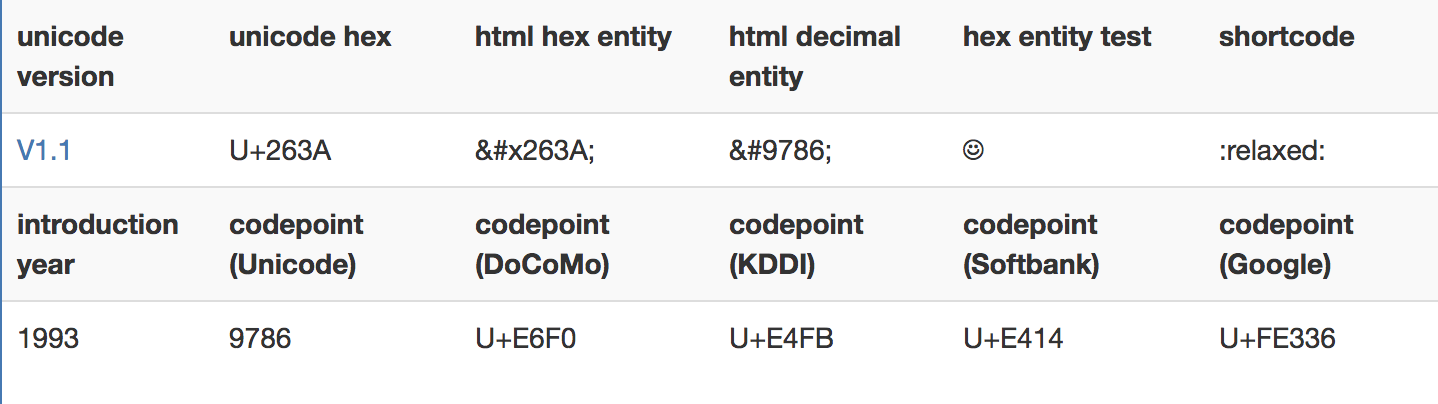 unicode version unicode hex html hex entity html decimal entity hex entity test shortcode
V1.1 U+263A &#x263A; &#9786; ☺ :relaxed:
introduction year codepoint (Unicode) codepoint (DoCoMo) codepoint (KDDI) codepoint (Softbank) codepoint (Google)
1993 9786 U+E6F0 U+E4FB U+E414 U+FE336